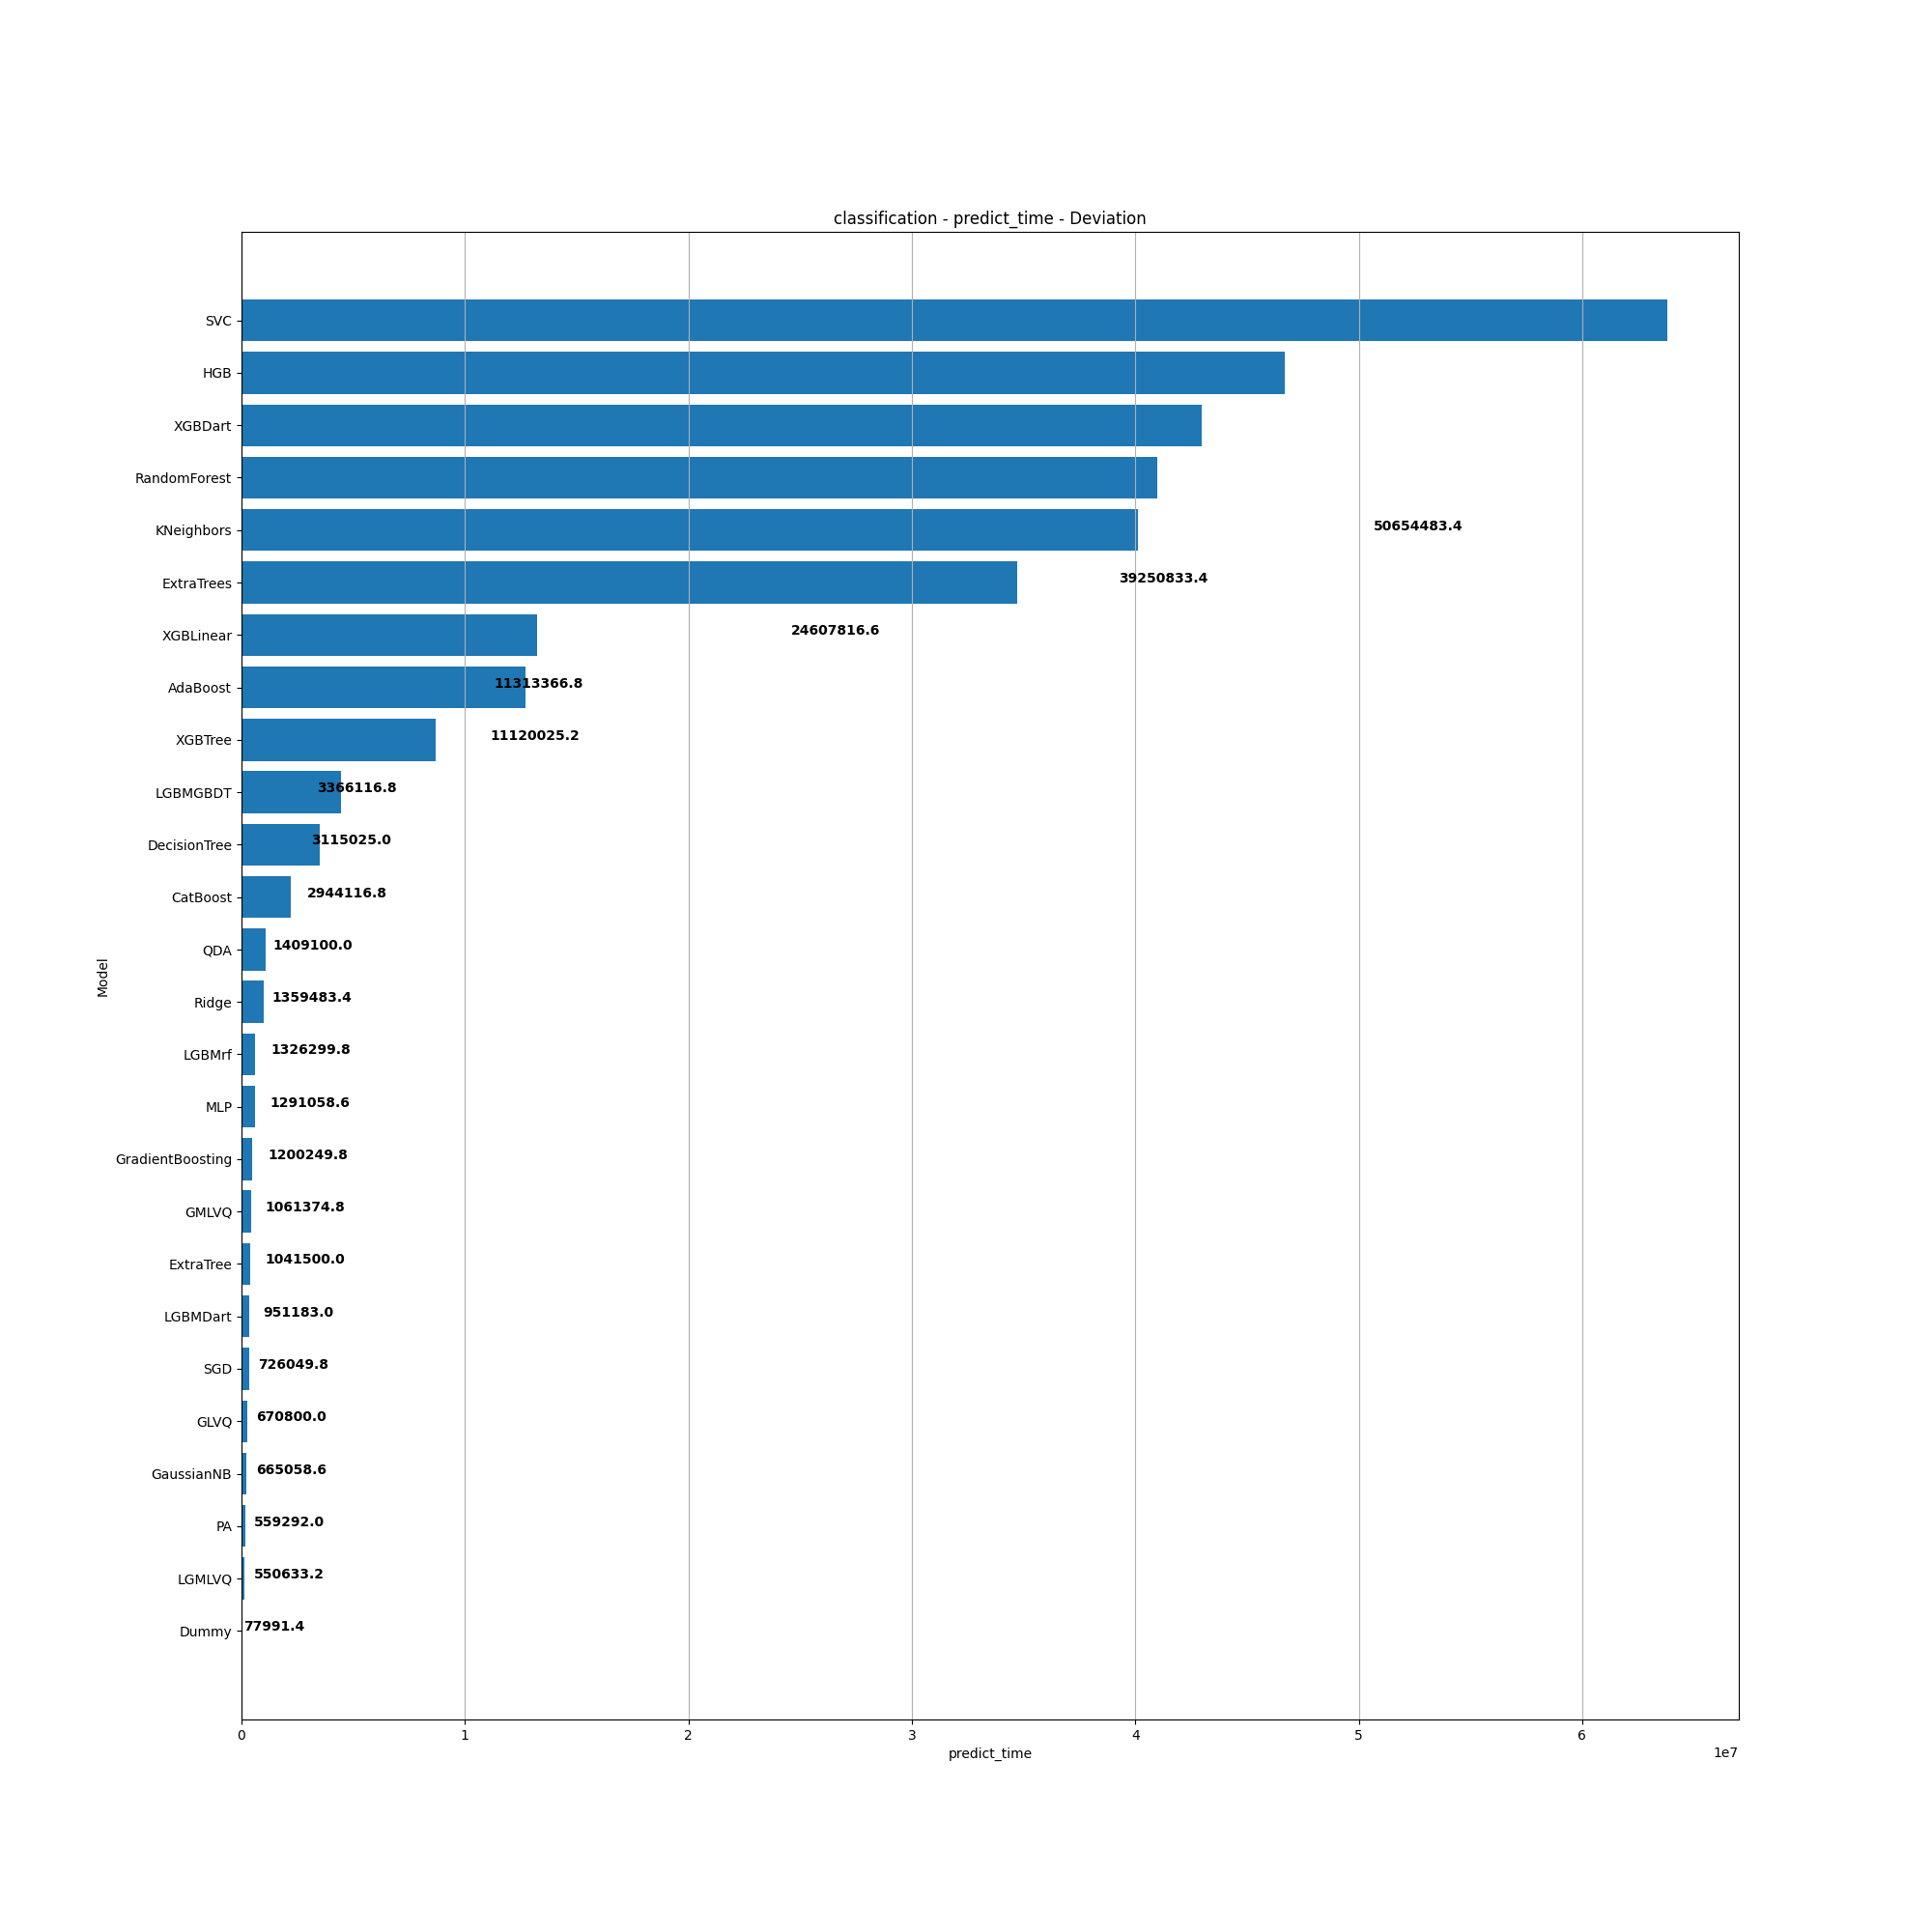 classification - predict_time - Deviation
SVC
HGB
XGBDart
RandomForest
KNeighbors 50654483.4
ExtraTrees 39250833.4
XGBLinear 24607816.6
AdaBoost 11313366.8
XGBTree 11120025.2
LGBMGBDT 3366116.8
DecisionTree 3115025.0
CatBoost 2944116.8
QDA 1409100.0
Ridge 1359483.4
LGBMrf 1326299.8
MLP 1291058.6
GradientBoosting 1200249.8
GMLVQ 1061374.8
ExtraTree 1041500.0
LGBMDart 951183.0
SGD 726049.8
GLVQ 670800.0
GaussianNB 665058.6
PA 559292.0
LGMLVQ 550633.2
Dummy 77991.4
Model
0 1 2 3 4 5 6
predict_time
1e7